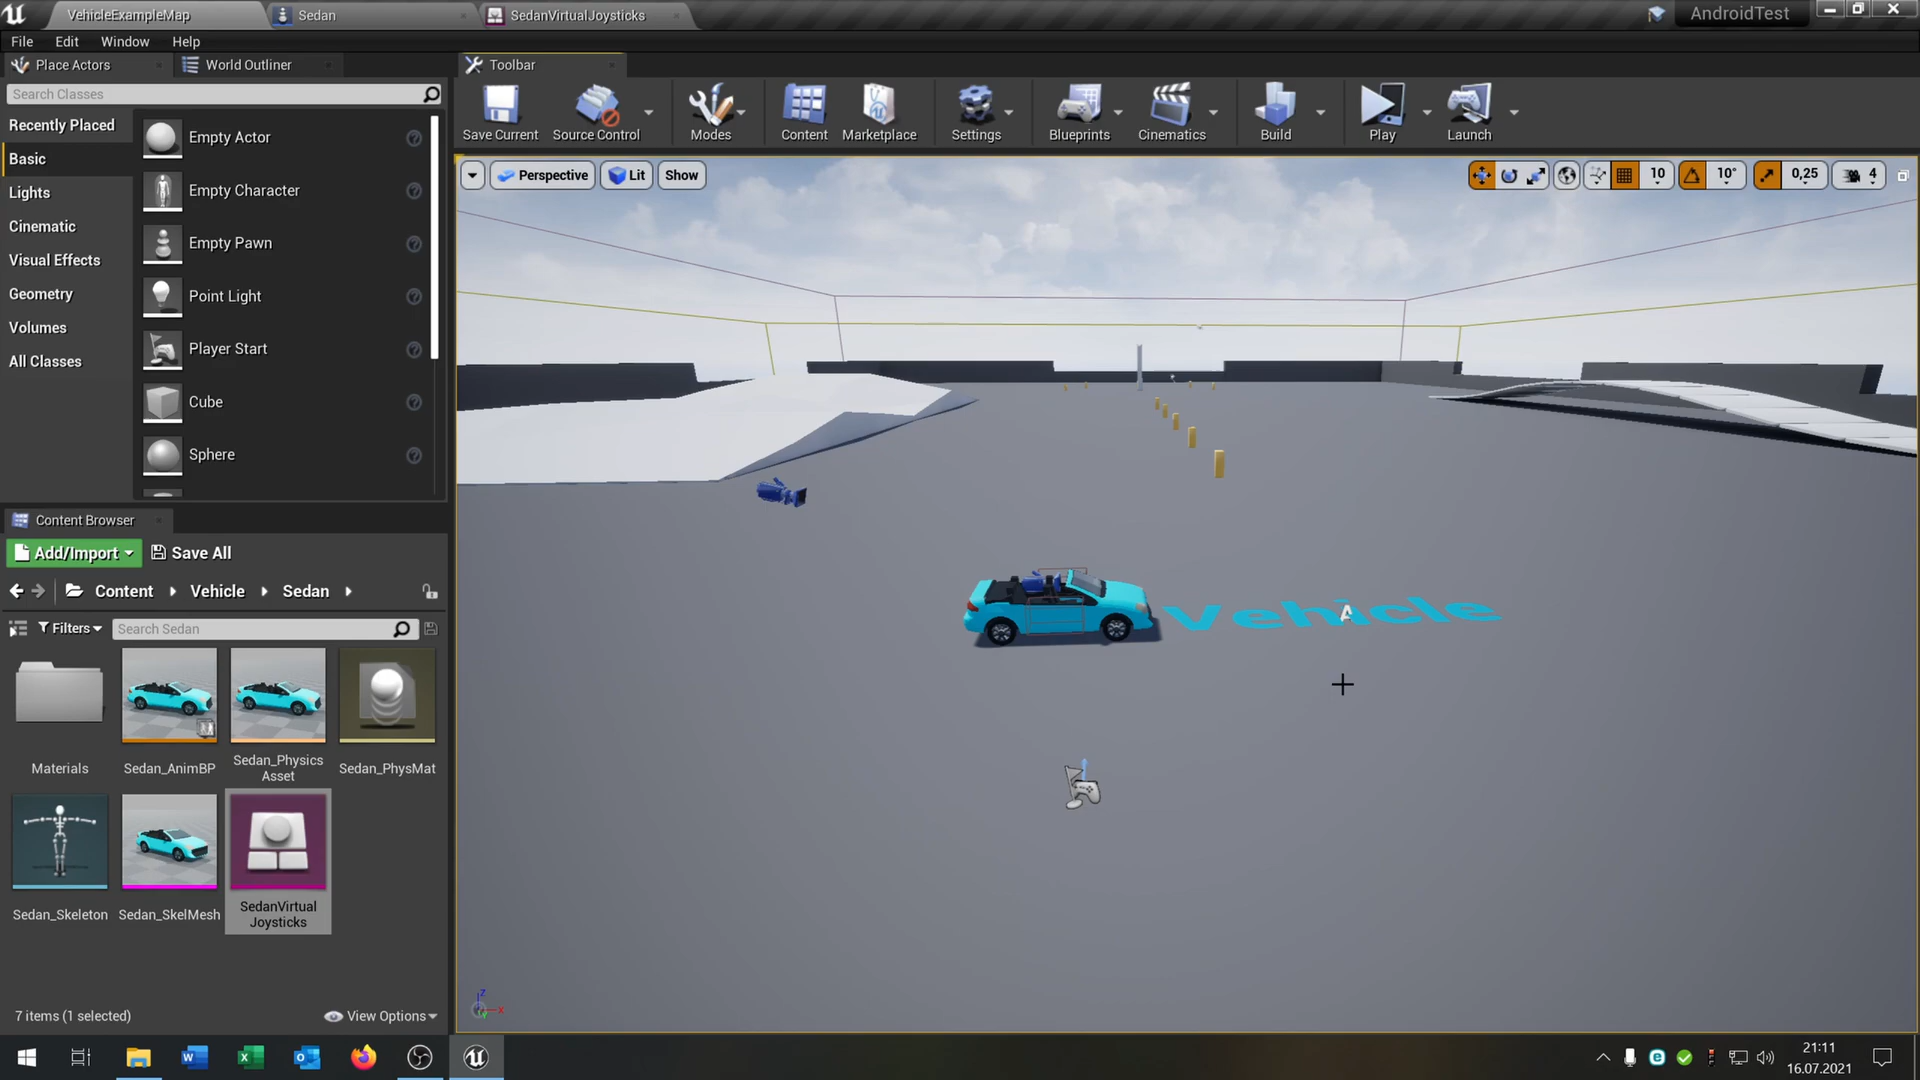 VehicleExampleMap
Sedan
SedanVirtualJoysticks
AndroidTest
File Edit Window Help
Place Actors
World Outliner
Toolbar
Search Classes
Recently Placed
Basic
Lights
Cinematic
Visual Effects
Geometry
Volumes
All Classes
Empty Actor
Empty Character
Empty Pawn
Point Light
Player Start
Cube
Sphere
Save Current
Source Control
Modes
Content
Marketplace
Settings
Blueprints
Cinematics
Build
Play
Launch
Perspective
Lit
Show
10
10°
0,25
4
Vehicle
A
Content Browser
Add/Import
Save All
Content
Vehicle
Sedan
Filters
Search Sedan
Materials
Sedan_AnimBP
Sedan_Physics
Asset
Sedan_PhysMat
Sedan_Skeleton
Sedan_SkelMesh
SedanVirtual
Joysticks
7 items (1 selected)
View Options
Z
X
Y
21:11
16.07.2021